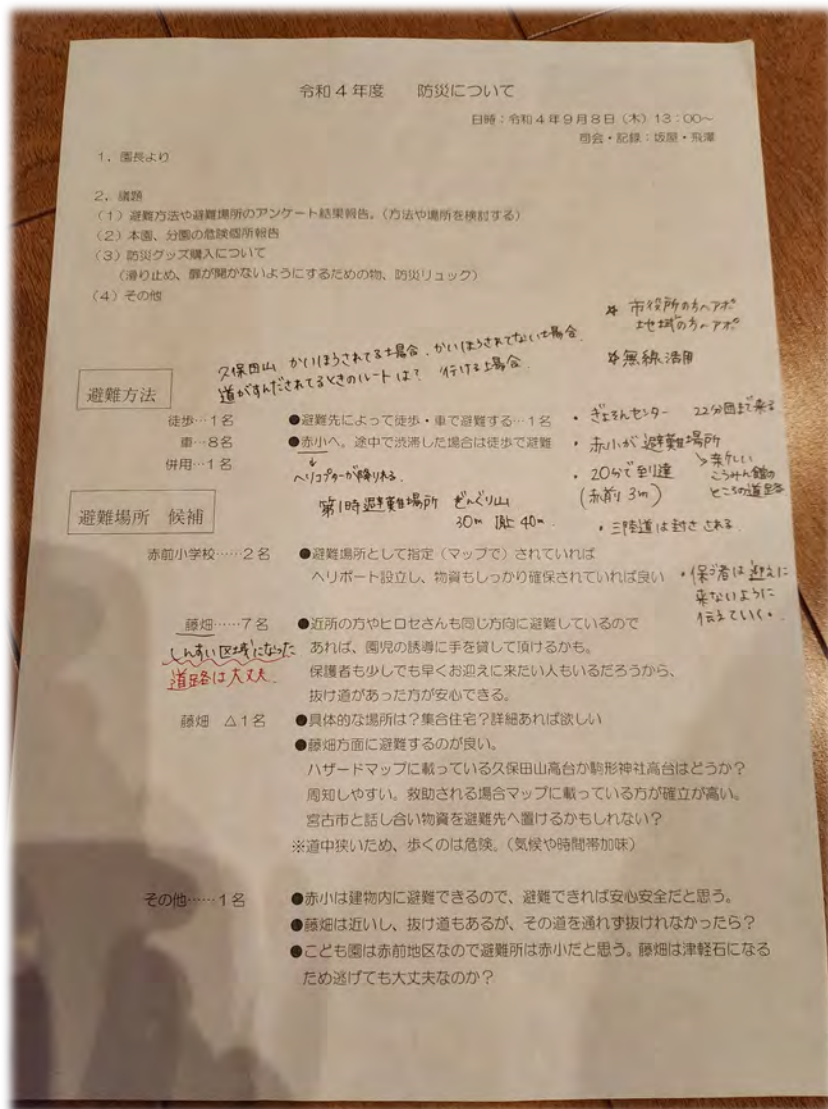 令和4年度　防災について
日時：令和4年9月8日（木）13：00～
司会・記録：坂屋・飛澤
1，園長より
2，議題
（1）避難方法や避難場所のアンケート結果報告。（方法や場所を検討する）
（2）本園、分園の危険個所報告
（3）防災グッズ購入について
（滑り止め、扉が開かないようにするための物、防災リュック）
（4）その他
☆ 市役所の方へアポ
地域の方へアポ
☆無線活用
久保田山 かいほうされてる場合、かいほうされてない場合
道がすんだされてるときのルートは？ 行ける場合
避難方法
徒歩…1名　●避難先によって徒歩・車で避難する…1名
車…8名　●赤小へ。途中で渋滞した場合は徒歩で避難
併用…1名
↓
ヘリコプターが降りれる。
・ぎょろんセンター 22分団まで来る
・赤小が避難場所
↘新しい
こうみん館の
ところの道路
・20分で到達
(赤前 3m)
・三陸道は封さされる。
第1時避難場所 どんぐり山
30m 頂上40m
避難場所　候補
赤前小学校……2名　●避難場所として指定（マップで）されていれば
ヘリポート設立し、物資もしっかり確保されていれば良い
・保ゴ者は迎えに
来ないように
伝えていく。
藤畑……7名　●近所の方やヒロセさんも同じ方向に避難しているので
あれば、園児の誘導に手を貸して頂けるかも。
保護者も少しでも早くお迎えに来たい人もいるだろうから、
抜け道があった方が安心できる。
しんすい区域になった
道路は大丈夫。
藤畑　△1名　●具体的な場所は？集合住宅？詳細あれば欲しい
●藤畑方面に避難するのが良い。
ハザードマップに載っている久保田山高台か駒形神社高台はどうか？
周知しやすい。救助される場合マップに載っている方が確立が高い。
宮古市と話し合い物資を避難先へ置けるかもしれない？
※道中狭いため、歩くのは危険。（気候や時間帯加味）
その他……1名　●赤小は建物内に避難できるので、避難できれば安心安全だと思う。
●藤畑は近いし、抜け道もあるが、その道を通れず抜けれなかったら？
●こども園は赤前地区なので避難所は赤小だと思う。藤畑は津軽石になる
ため逃げても大丈夫なのか？